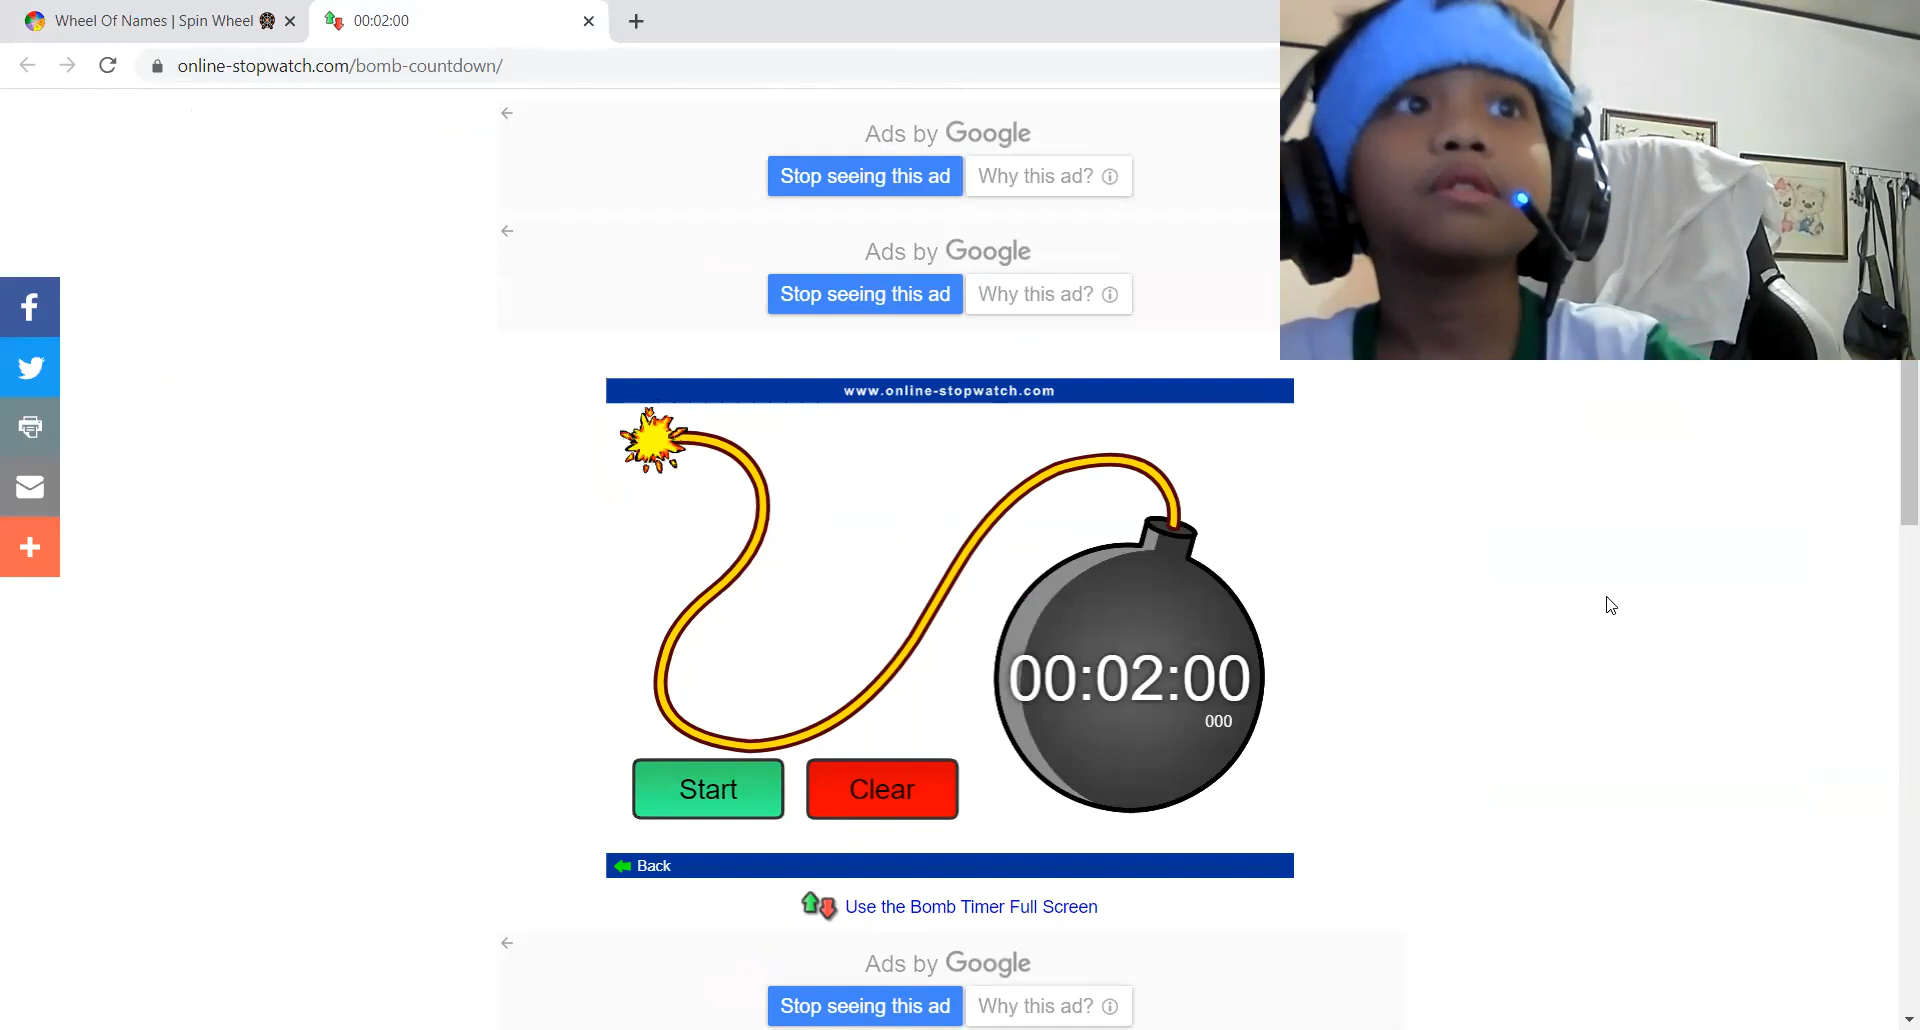 Wheel Of Names | Spin Wheel
00:02:00
online-stopwatch.com/bomb-countdown/
Ads by Google
Stop seeing this ad
Why this ad?
Ads by Google
Stop seeing this ad
Why this ad?
www.online-stopwatch.com
00:02:00
000
Start
Clear
Back
Use the Bomb Timer Full Screen
Ads by Google
Stop seeing this ad
Why this ad?